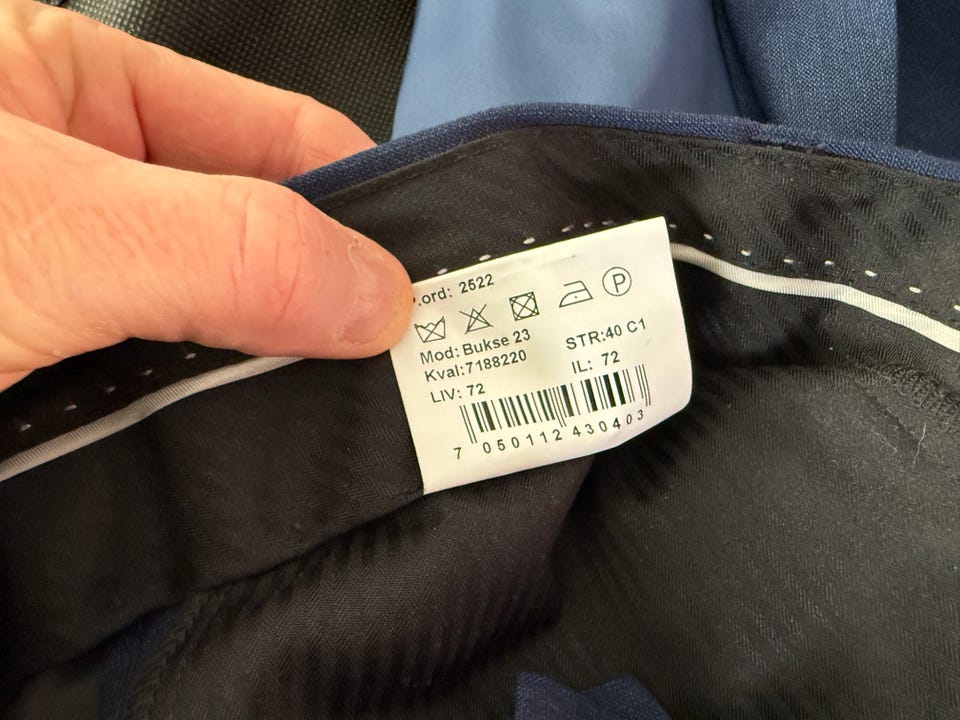 .ord: 2522
P
Mod: Bukse 23 STR:40 C1
Kval:7188220
LIV: 72 IL: 72
7 050112 430403